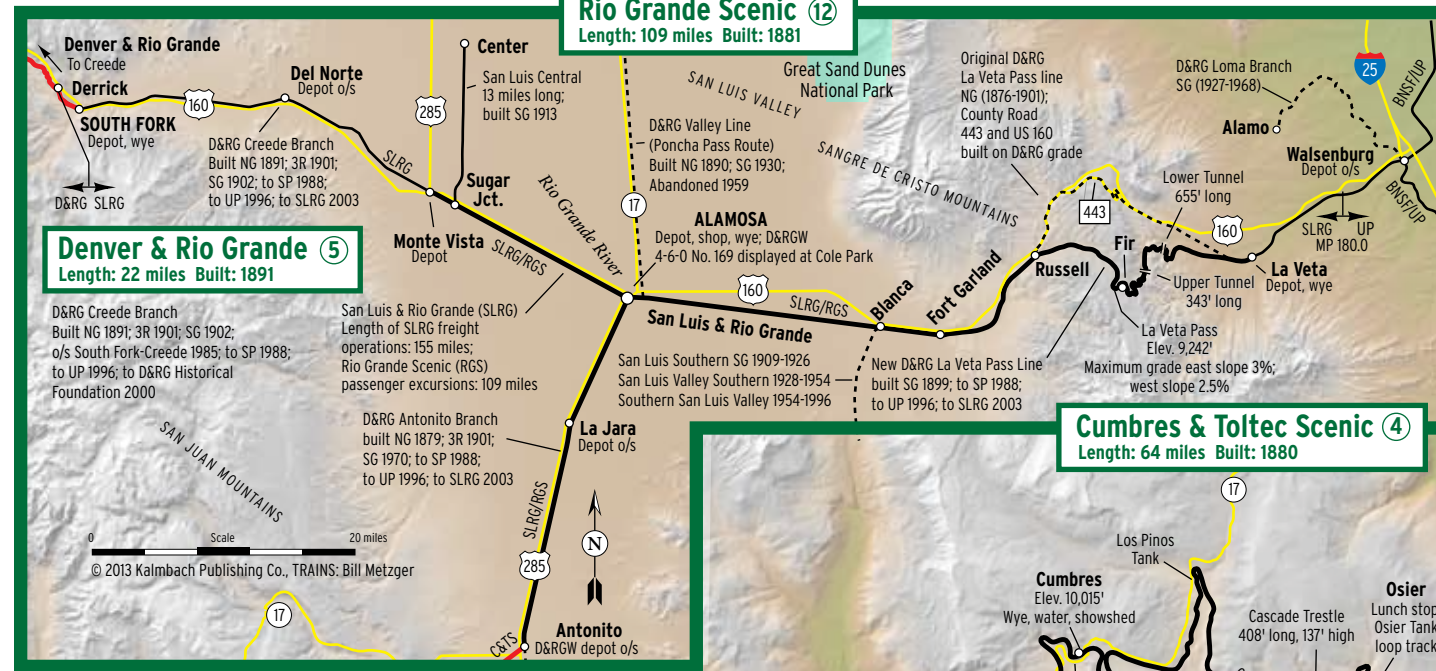 Rio Grande Scenic 12
Length: 109 miles Built: 1881
Denver & Rio Grande
To Creede
Derrick
SOUTH FORK
Depot, wye
D&RG SLRG
160
Del Norte
Depot o/s
D&RG Creede Branch
Built NG 1891; 3R 1901;
SG 1902; to SP 1988;
to UP 1996; to SLRG 2003
SLRG
285
Center
San Luis Central
13 miles long;
built SG 1913
Sugar
Jct.
Monte Vista
Depot
SLRG/RGS
Rio Grande River
17
D&RG Valley Line
(Poncha Pass Route)
Built NG 1890; SG 1930;
Abandoned 1959
SAN LUIS VALLEY
Great Sand Dunes
National Park
SANGRE DE CRISTO MOUNTAINS
ALAMOSA
Depot, shop, wye; D&RGW
4-6-0 No. 169 displayed at Cole Park
160
SLRG/RGS
San Luis & Rio Grande
Blanca
Fort Garland
Original D&RG
La Veta Pass line
NG (1876-1901);
County Road
443 and US 160
built on D&RG grade
443
Russell
Fir
D&RG Loma Branch
SG (1927-1968)
Alamo
25
BNSF/UP
Walsenburg
Depot o/s
BNSF/UP
Lower Tunnel
655' long
160
SLRG UP
MP 180.0
La Veta
Depot, wye
Upper Tunnel
343' long
La Veta Pass
Elev. 9,242'
Maximum grade east slope 3%;
west slope 2.5%
New D&RG La Veta Pass Line
built SG 1899; to SP 1988;
to UP 1996; to SLRG 2003
San Luis Southern SG 1909-1926
San Luis Valley Southern 1928-1954
Southern San Luis Valley 1954-1996
Denver & Rio Grande 5
Length: 22 miles Built: 1891
D&RG Creede Branch
Built NG 1891; 3R 1901; SG 1902;
o/s South Fork-Creede 1985; to SP 1988;
to UP 1996; to D&RG Historical
Foundation 2000
San Luis & Rio Grande (SLRG)
Length of SLRG freight
operations: 155 miles;
Rio Grande Scenic (RGS)
passenger excursions: 109 miles
D&RG Antonito Branch
built NG 1879; 3R 1901;
SG 1970; to SP 1988;
to UP 1996; to SLRG 2003
La Jara
Depot o/s
SLRG/RGS
285
N
SAN JUAN MOUNTAINS
0 Scale 20 miles
© 2013 Kalmbach Publishing Co., TRAINS: Bill Metzger
17
C&TS
Antonito
D&RGW depot o/s
Cumbres & Toltec Scenic 4
Length: 64 miles Built: 1880
17
Los Pinos
Tank
Cumbres
Elev. 10,015'
Wye, water, snowshed
Cascade Trestle
408' long, 137' high
Osier
Lunch stop
Osier Tank
loop track